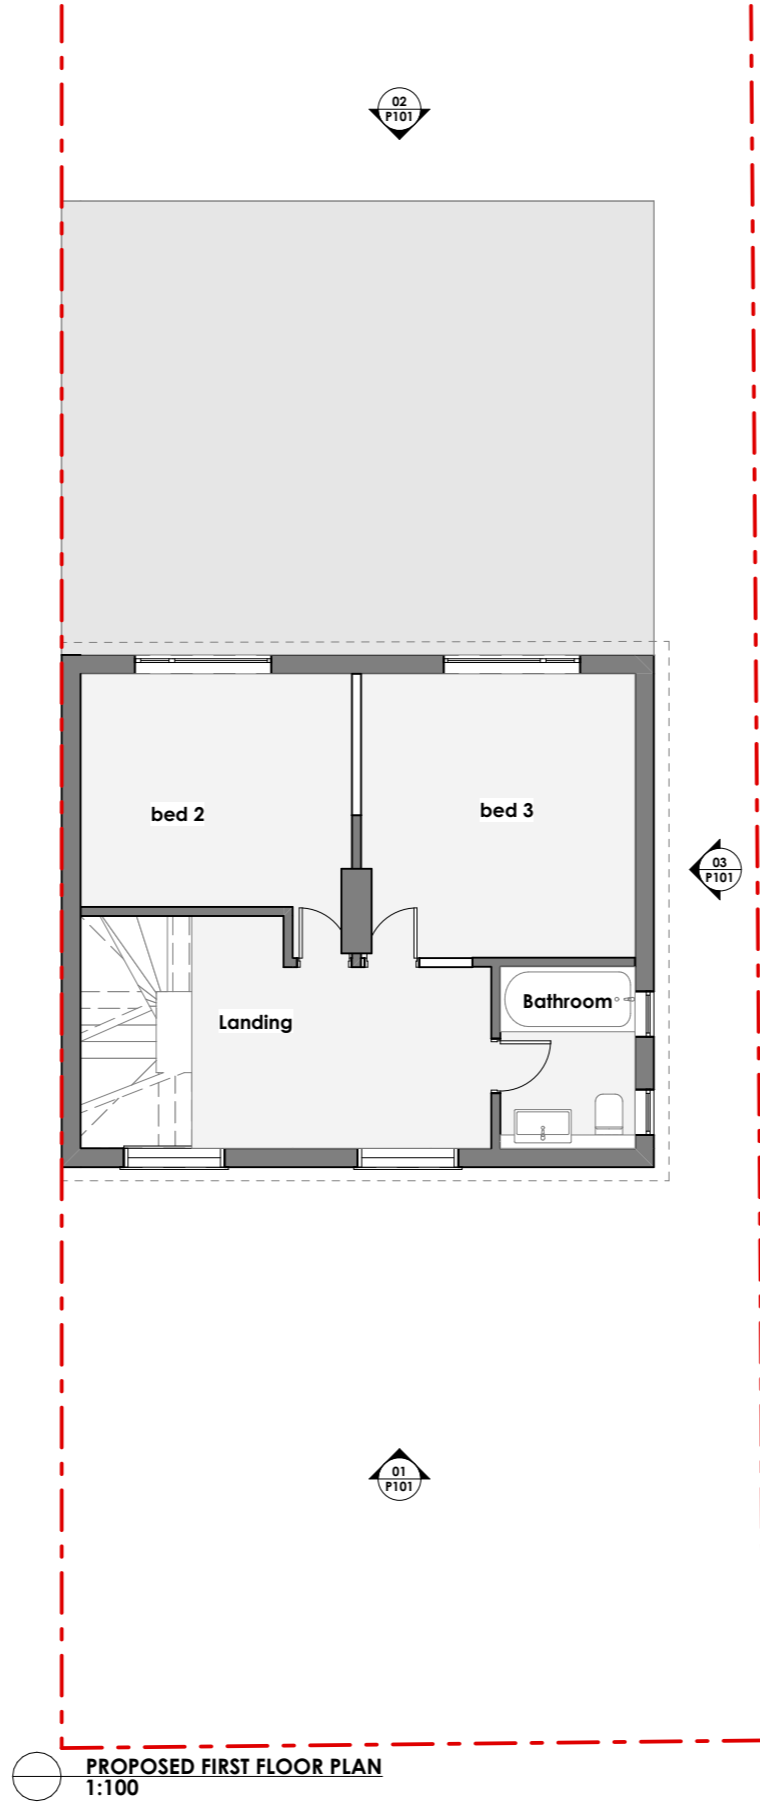 02
P101
bed 2
bed 3
03
P101
Bathroom
Landing
01
P101
PROPOSED FIRST FLOOR PLAN
1:100